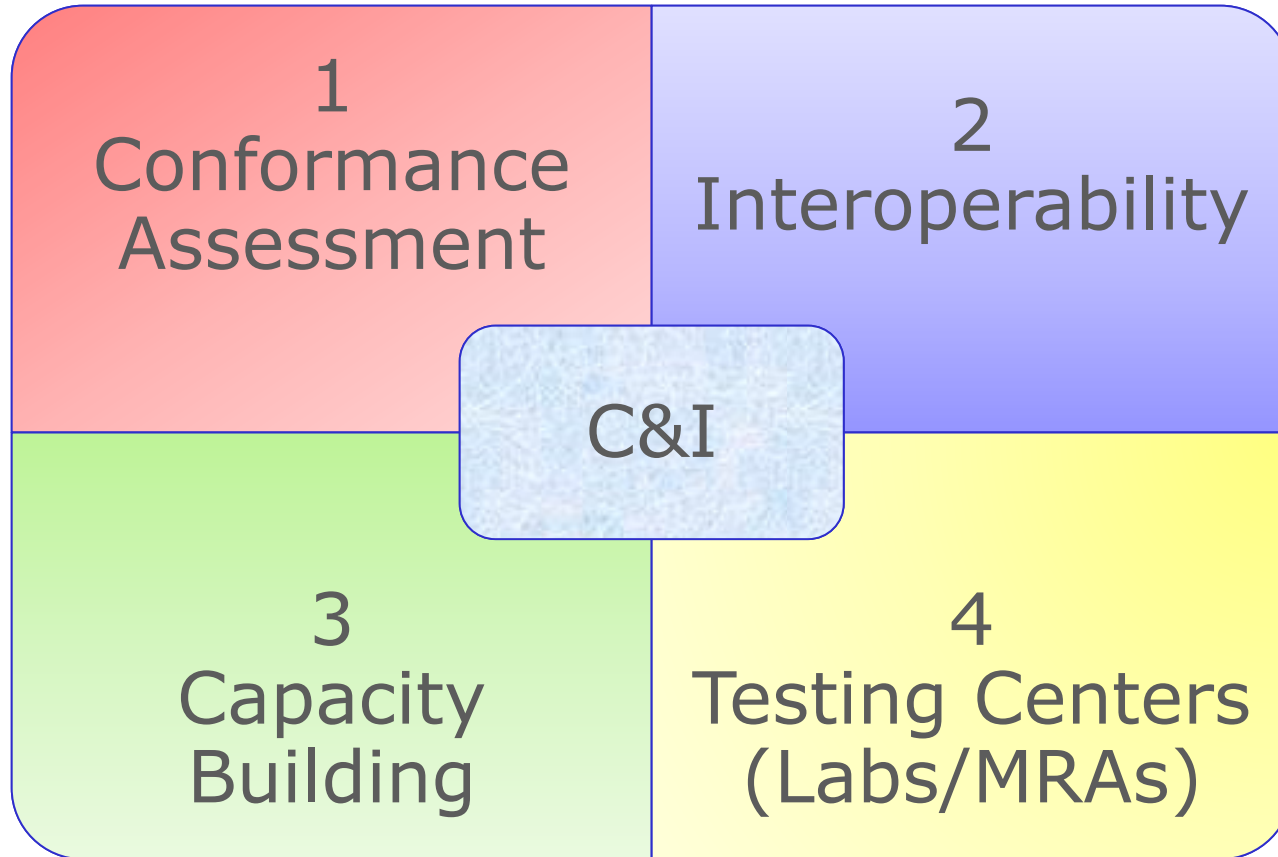 1
Conformance
Assessment
2
Interoperability
C&I
3
Capacity
Building
4
Testing Centers
(Labs/MRAs)